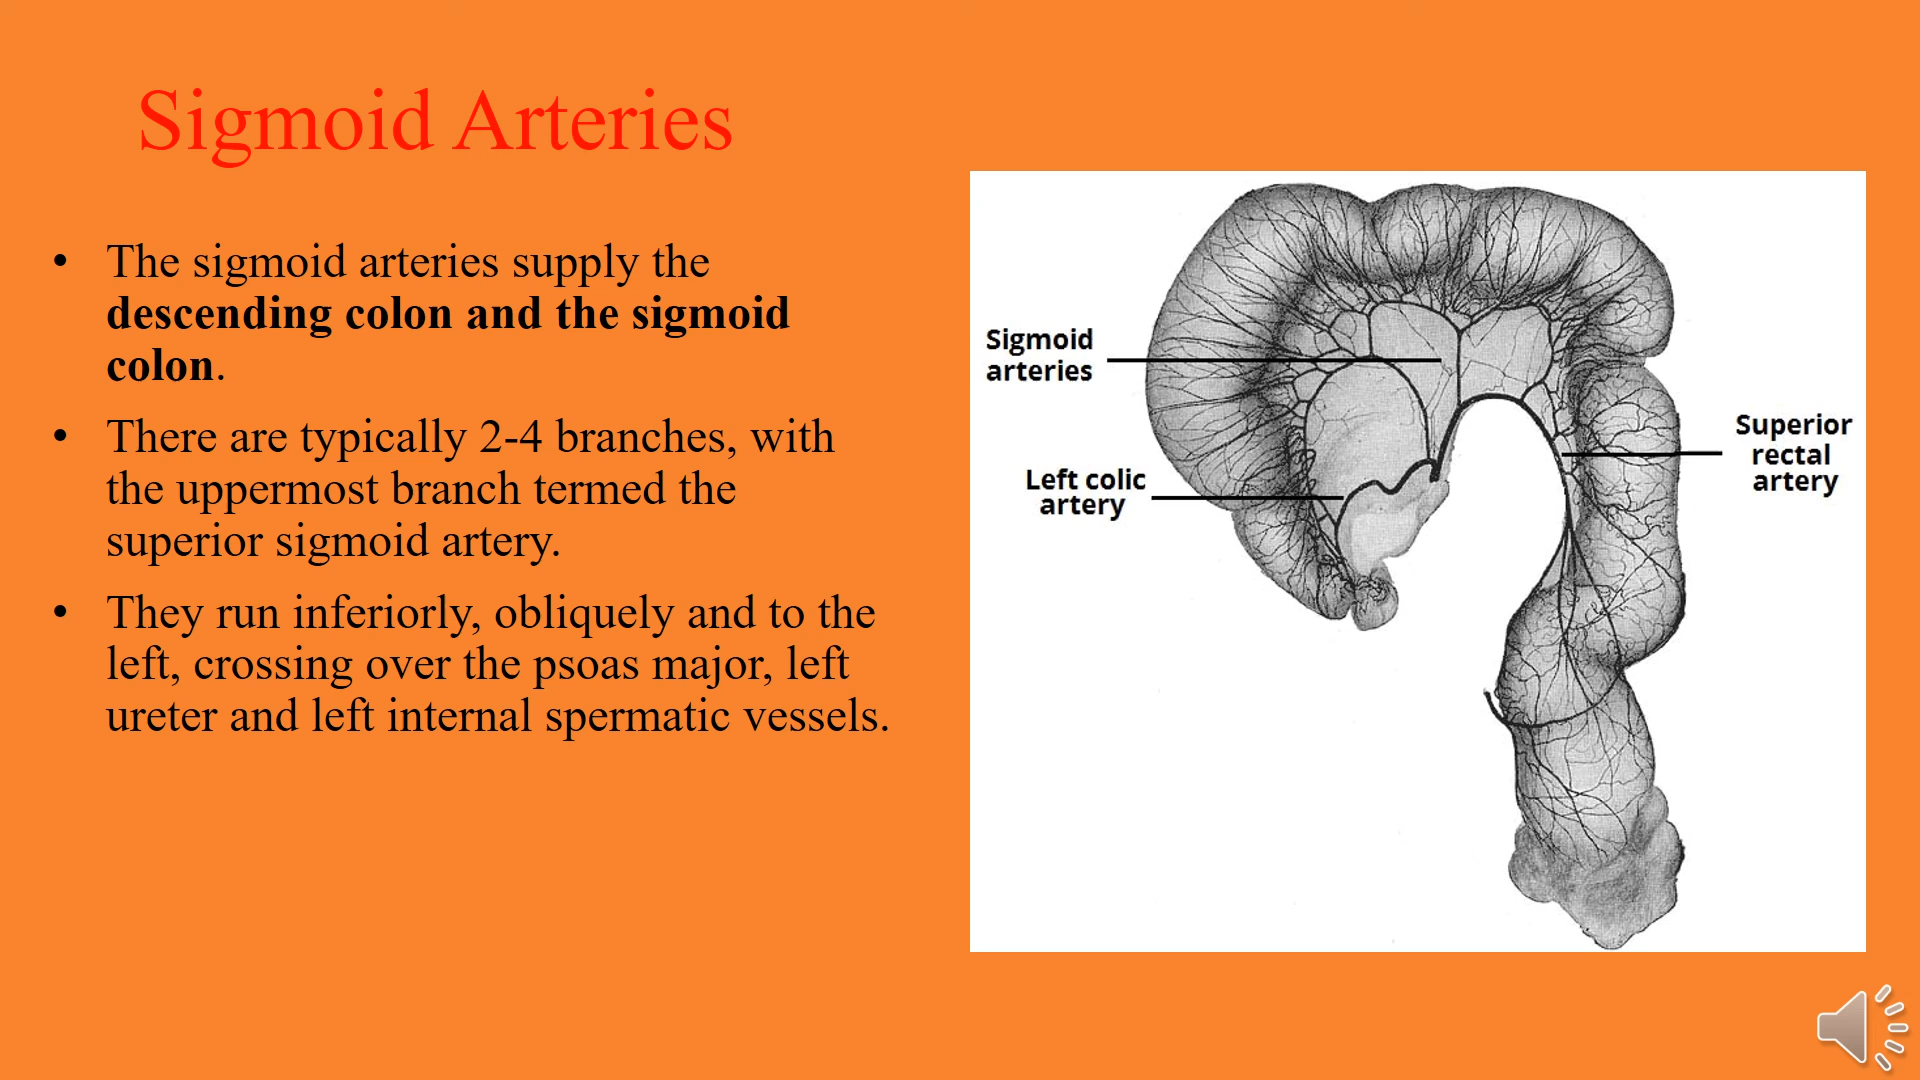 Sigmoid Arteries
• The sigmoid arteries supply the
descending colon and the sigmoid
colon.
• There are typically 2-4 branches, with
the uppermost branch termed the
superior sigmoid artery.
• They run inferiorly, obliquely and to the
left, crossing over the psoas major, left
ureter and left internal spermatic vessels.
Sigmoid
arteries
Left colic
artery
Superior
rectal
artery